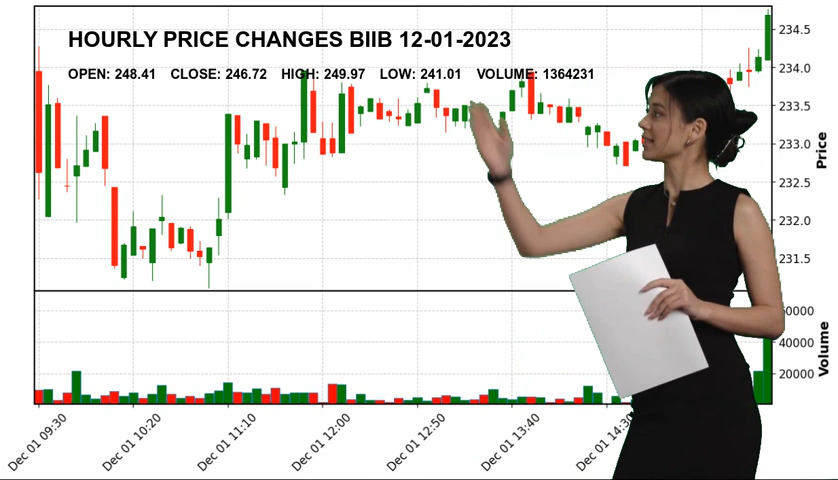 HOURLY PRICE CHANGES BIIB 12-01-2023
OPEN: 248.41 CLOSE: 246.72 HIGH: 249.97 LOW: 241.01 VOLUME: 1364231
234.5
234.0
233.5
233.0
232.5
232.0
231.5
Price
40000
20000
Volume
Dec 01 09:30
Dec 01 10:20
Dec 01 11:10
Dec 01 12:00
Dec 01 12:50
Dec 01 13:40
Dec 01 14:30